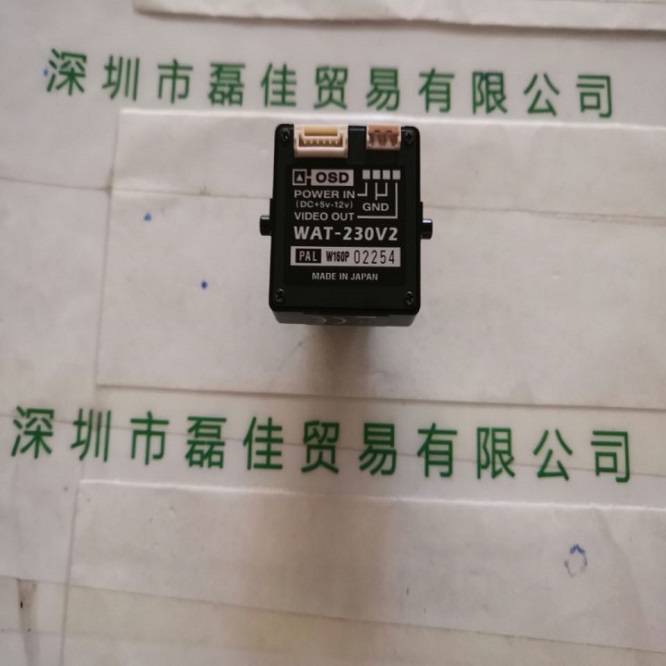 深圳市磊佳贸易有限公司
OSD
POWER IN
(DC+5v-12v) GND
VIDEO OUT
WAT-230V2
PAL W160P 02254
MADE IN JAPAN
深圳市磊佳贸易有限公司